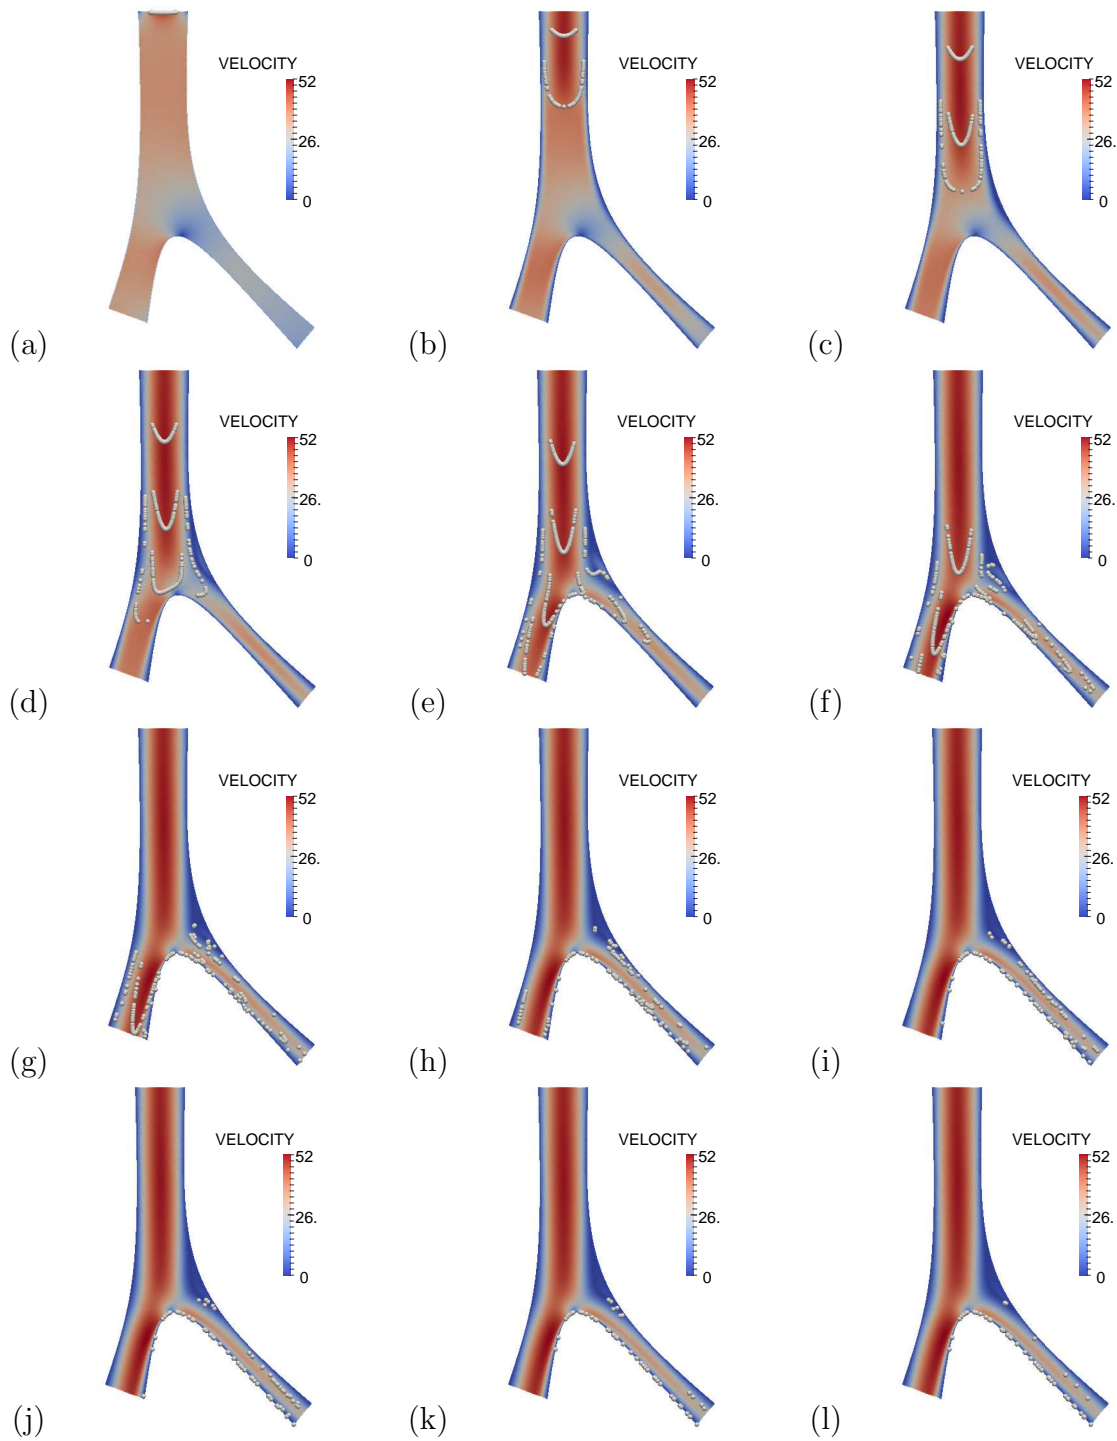 VELOCITY
52
26.
0
(a)
VELOCITY
52
26.
0
(b)
VELOCITY
52
26.
0
(c)
VELOCITY
52
26.
0
(d)
VELOCITY
52
26.
0
(e)
VELOCITY
52
26.
0
(f)
VELOCITY
52
26.
0
(g)
VELOCITY
52
26.
0
(h)
VELOCITY
52
26.
0
(i)
VELOCITY
52
26.
0
(j)
VELOCITY
52
26.
0
(k)
VELOCITY
52
26.
0
(l)